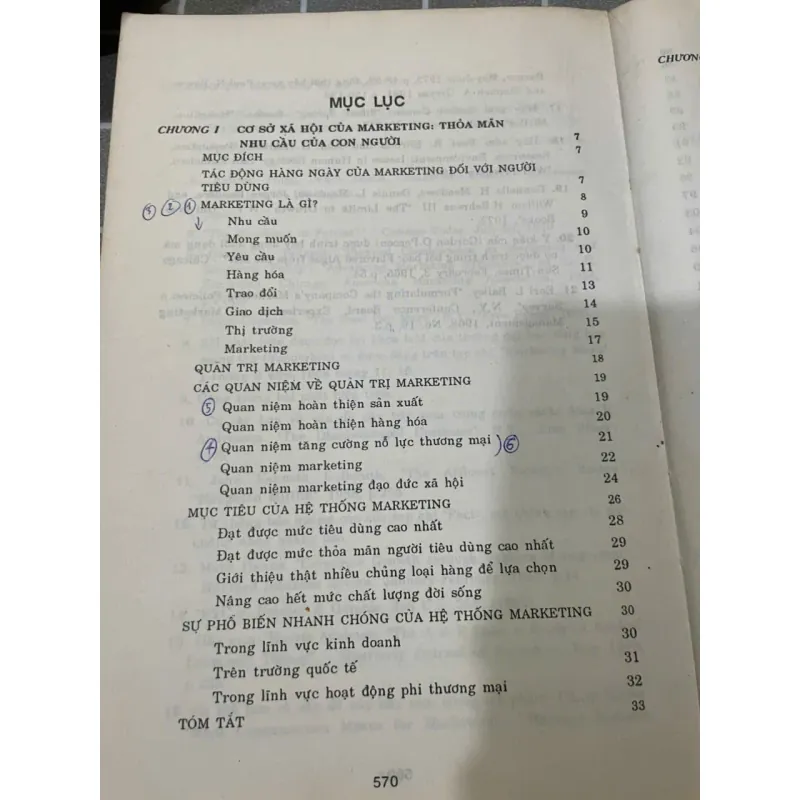 CHƯƠNG
MỤC LỤC
CHƯƠNG I CƠ SỞ XÃ HỘI CỦA MARKETING: THỎA MÃN
NHU CẦU CỦA CON NGƯỜI 7
MỤC ĐÍCH 7
TÁC ĐỘNG HÀNG NGÀY CỦA MARKETING ĐỐI VỚI NGƯỜI
TIÊU DÙNG 7
MARKETING LÀ GÌ? 8
Nhu cầu 9
Mong muốn 10
Yêu cầu 10
Hàng hóa 11
Trao đổi 13
Giao dịch 14
Thị trường 15
Marketing 17
QUẢN TRỊ MARKETING 18
CÁC QUAN NIỆM VỀ QUẢN TRỊ MARKETING 19
5 Quan niệm hoàn thiện sản xuất 19
Quan niệm hoàn thiện hàng hóa 20
4 Quan niệm tăng cường nỗ lực thương mại ) 6 21
Quan niệm marketing 22
Quan niệm marketing đạo đức xã hội 24
MỤC TIÊU CỦA HỆ THỐNG MARKETING 26
Đạt được mức tiêu dùng cao nhất 28
Đạt được mức thỏa mãn người tiêu dùng cao nhất 29
Giới thiệu thật nhiều chủng loại hàng để lựa chọn 29
Nâng cao hết mức chất lượng đời sống 30
SỰ PHỔ BIẾN NHANH CHÓNG CỦA HỆ THỐNG MARKETING 30
Trong lĩnh vực kinh doanh 30
Trên trường quốc tế 31
Trong lĩnh vực hoạt động phi thương mại 32
TÓM TẮT 33
570